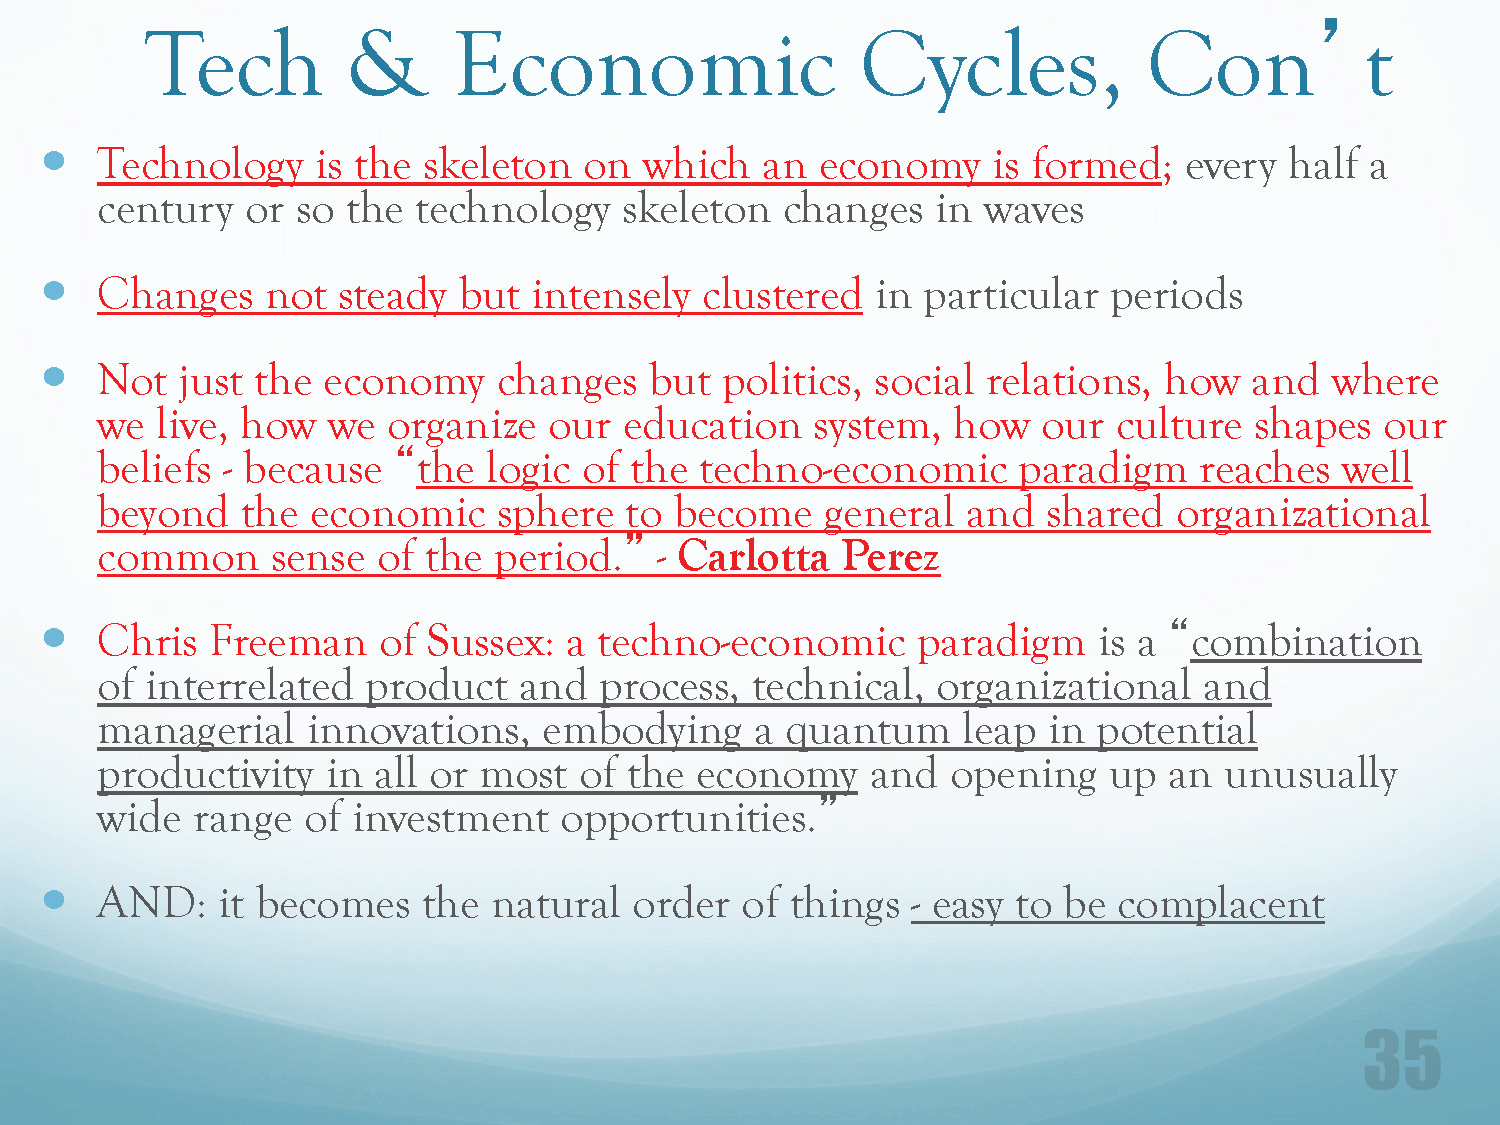 Tech & Economic Cycles, Con’t
• Technology is the skeleton on which an economy is formed; every half a
century or so the technology skeleton changes in waves
• Changes not steady but intensely clustered in particular periods
• Not just the economy changes but politics, social relations, how and where
we live, how we organize our education system, how our culture shapes our
beliefs - because “the logic of the techno-economic paradigm reaches well
beyond the economic sphere to become general and shared organizational
common sense of the period.” - Carlotta Perez
• Chris Freeman of Sussex: a techno-economic paradigm is a “combination
of interrelated product and process, technical, organizational and
managerial innovations, embodying a quantum leap in potential
productivity in all or most of the economy and opening up an unusually
wide range of investment opportunities.”
• AND: it becomes the natural order of things - easy to be complacent
35